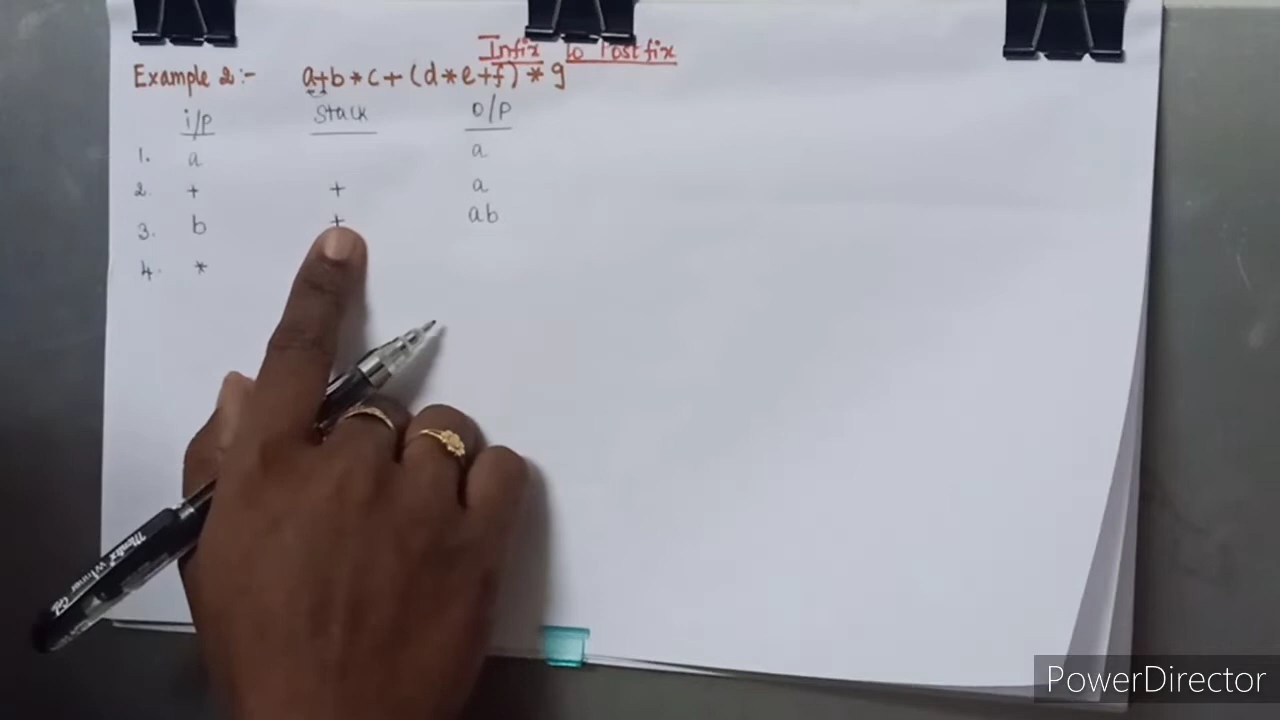 Infix to Postfix
Example 2:- a+b*c+(d*e+f)*g
i/p stack O/P
1. a a
2. + + a
3. b + ab
4. *
PowerDirector